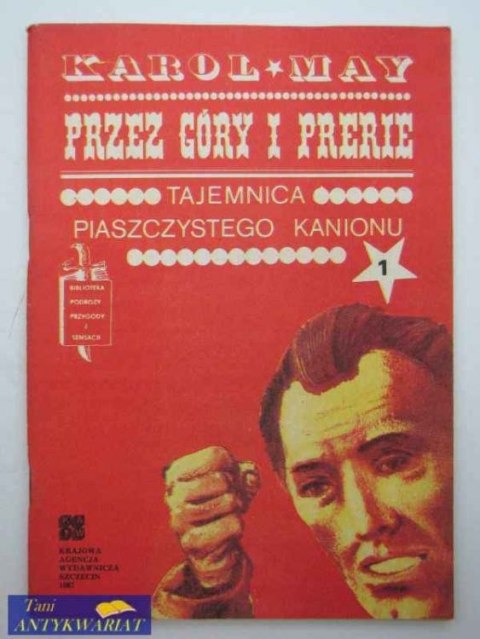 KAROL ★ MAY
PRZEZ GÓRY I PRERIE
TAJEMNICA
PIASZCZYSTEGO KANIONU
1
BIBLIOTEKA
PODRÓŻY
PRZYGODY
I
SENSACJI
KRAJOWA
AGENCJA
WYDAWNICZA
SZCZECIN
1987
Tani
ANTYKWARIAT